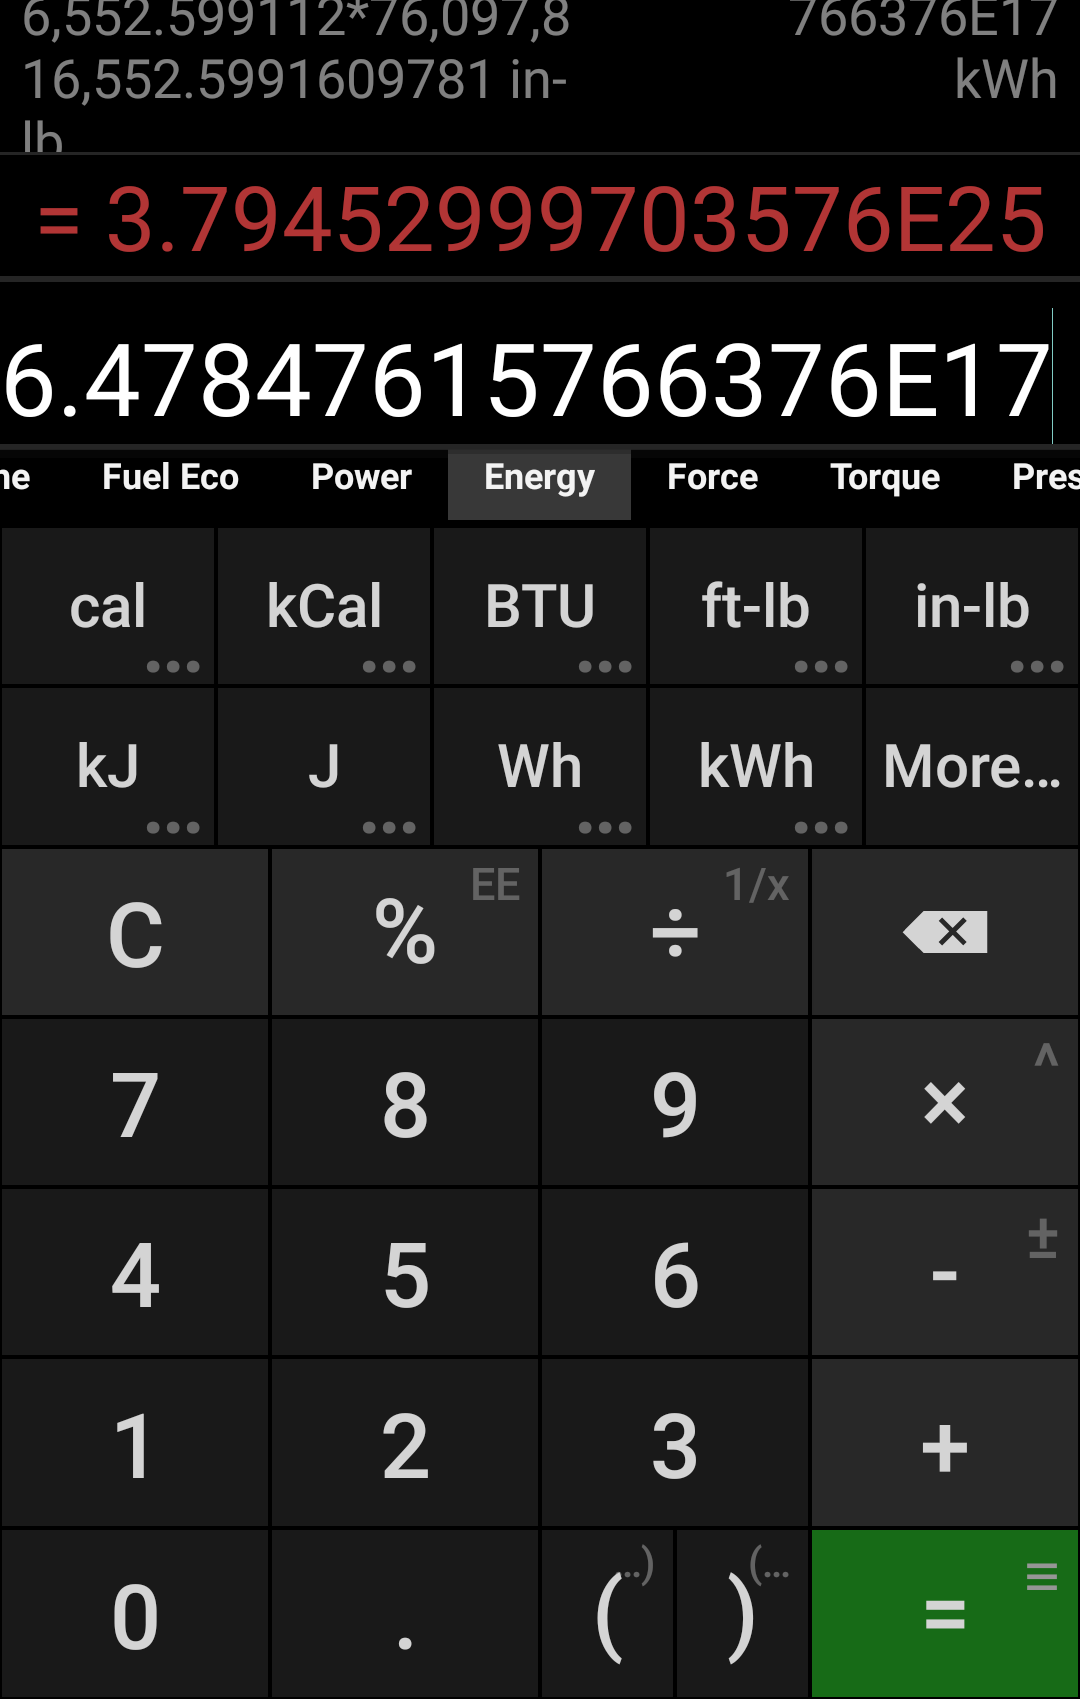 6,552.599112*76,097,8 766376E17
16,552.5991609781 in- kWh
lb
= 3.79452999703576E25
6.47847615766376E17
ne Fuel Eco Power Energy Force Torque Pres
cal kCal BTU ft-lb in-lb
kJ J Wh kWh More...
C % EE ÷ 1/x
7 8 9 × ^
4 5 6 - ±
1 2 3 + 
0 . ( ..) ) (... =